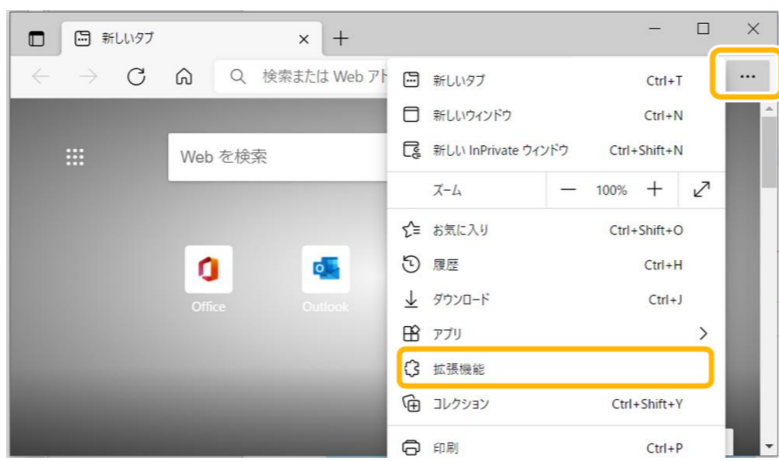 新しいタブ
検索または Web アド
新しいタブ Ctrl+T
新しいウィンドウ Ctrl+N
新しい InPrivate ウィンドウ Ctrl+Shift+N
Web を検索
ズーム 100%
お気に入り Ctrl+Shift+O
履歴 Ctrl+H
Office Outlook
ダウンロード Ctrl+J
アプリ
拡張機能
コレクション Ctrl+Shift+Y
印刷 Ctrl+P